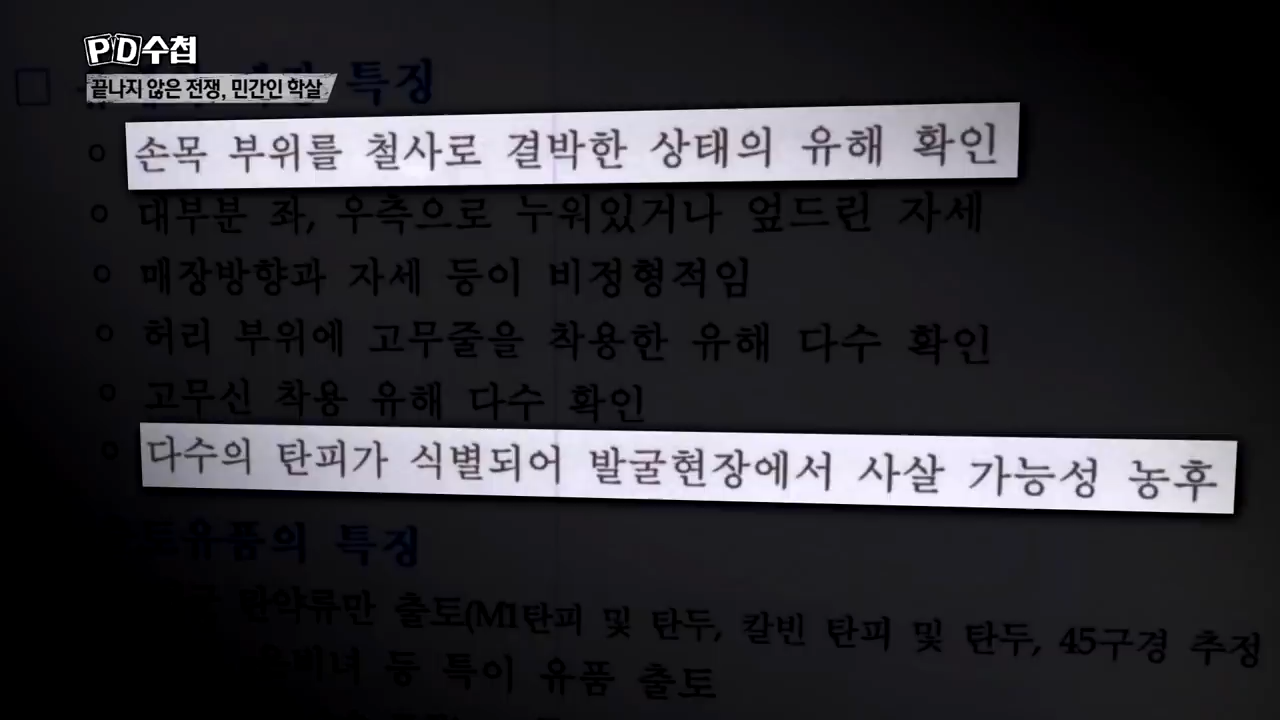 PD수첩
끝나지 않은 전쟁, 민간인 학살
특징
손목 부위를 철사로 결박한 상태의 유해 확인
대부분 좌, 우측으로 누워있거나 엎드린 자세
매장방향과 자세 등이 비정형적임
허리 부위에 고무줄을 착용한 유해 다수 확인
고무신 착용 유해 다수 확인
다수의 탄피가 식별되어 발굴현장에서 사살 가능성 농후
특징
출토(M1탄피 및 탄두, 칼빈 탄피 및 탄두, 45구경 추정
등 특이 유품 출토